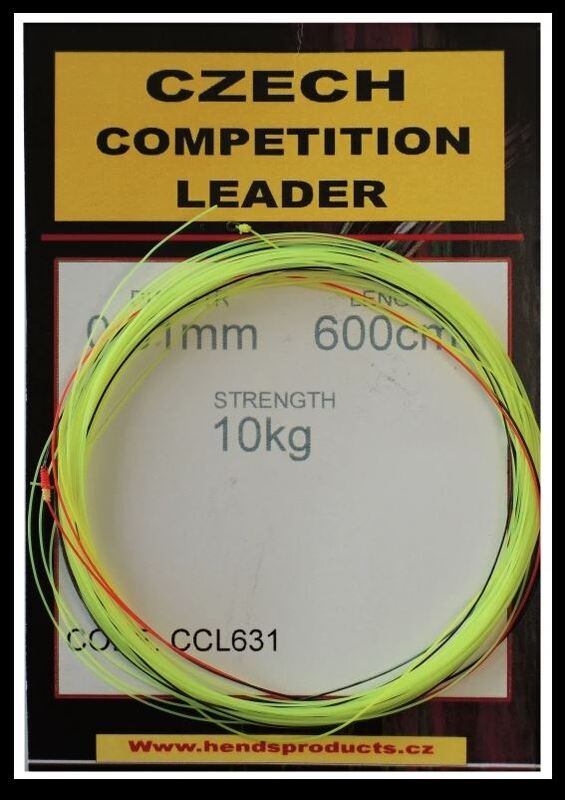 CZECH
COMPETITION
LEADER
600cm
STRENGTH
10kg
CCL631
Www.hendsproducts.cz